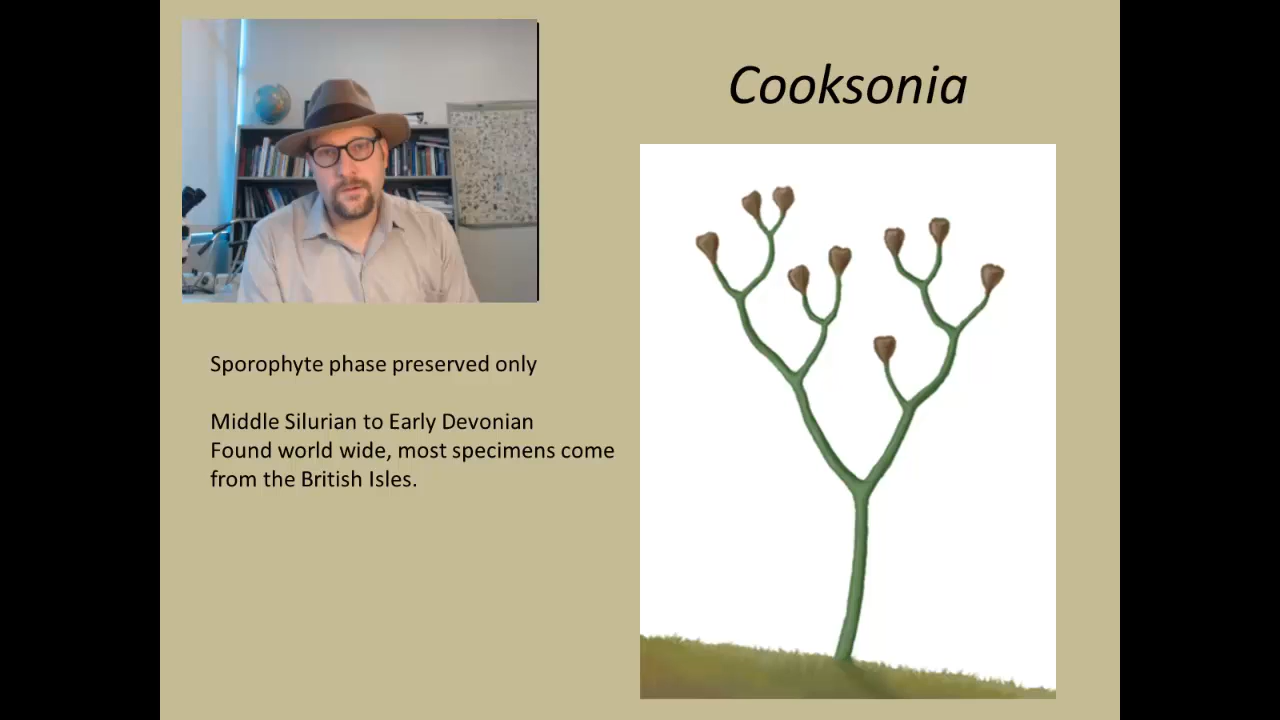 Cooksonia
Sporophyte phase preserved only
Middle Silurian to Early Devonian
Found world wide, most specimens come
from the British Isles.